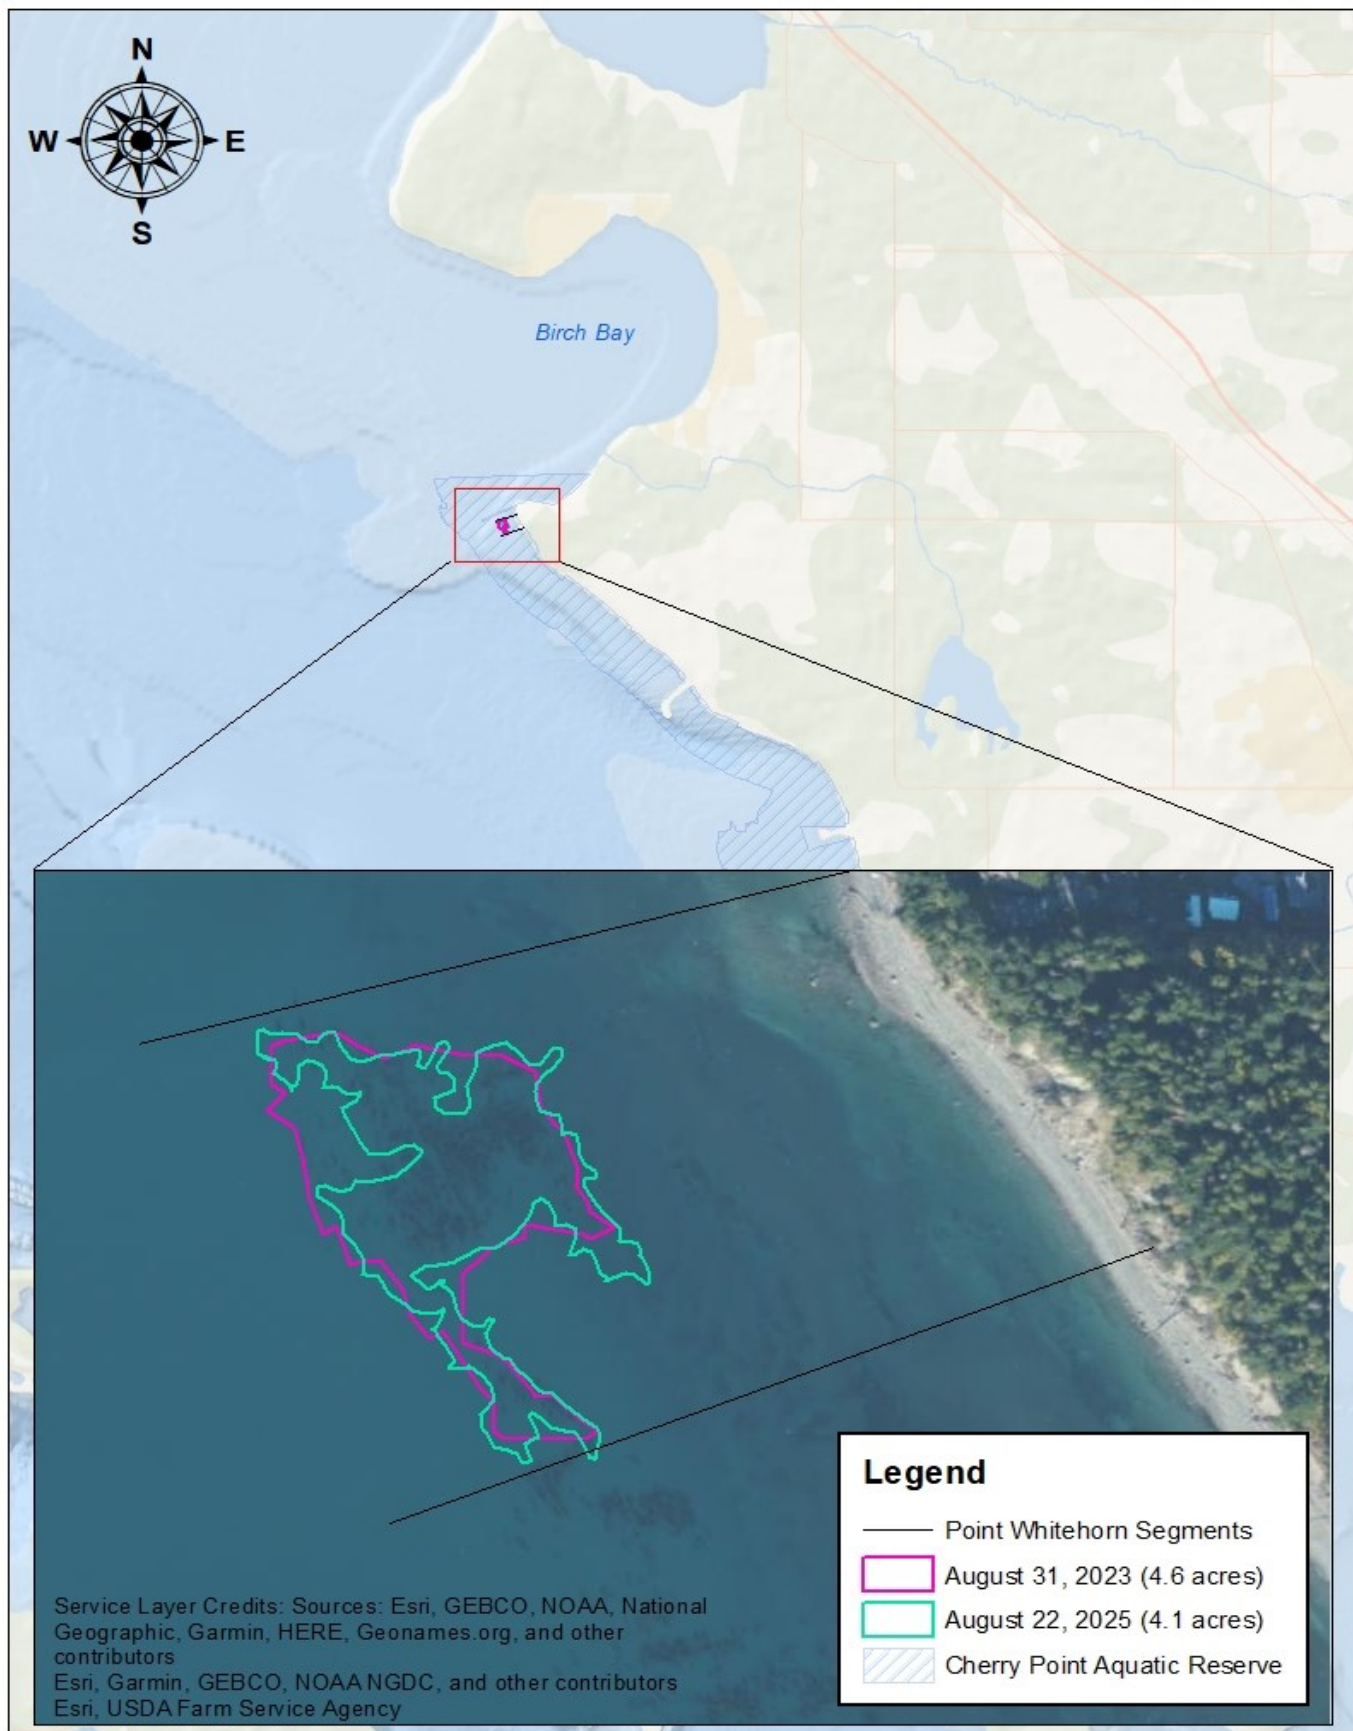 N
W
E
S
Birch Bay
Legend
Point Whitehorn Segments
August 31, 2023 (4.6 acres)
August 22, 2025 (4.1 acres)
Cherry Point Aquatic Reserve
Service Layer Credits: Sources: Esri, GEBCO, NOAA, National
Geographic, Garmin, HERE, Geonames.org, and other
contributors
Esri, Garmin, GEBCO, NOAA NGDC, and other contributors
Esri, USDA Farm Service Agency